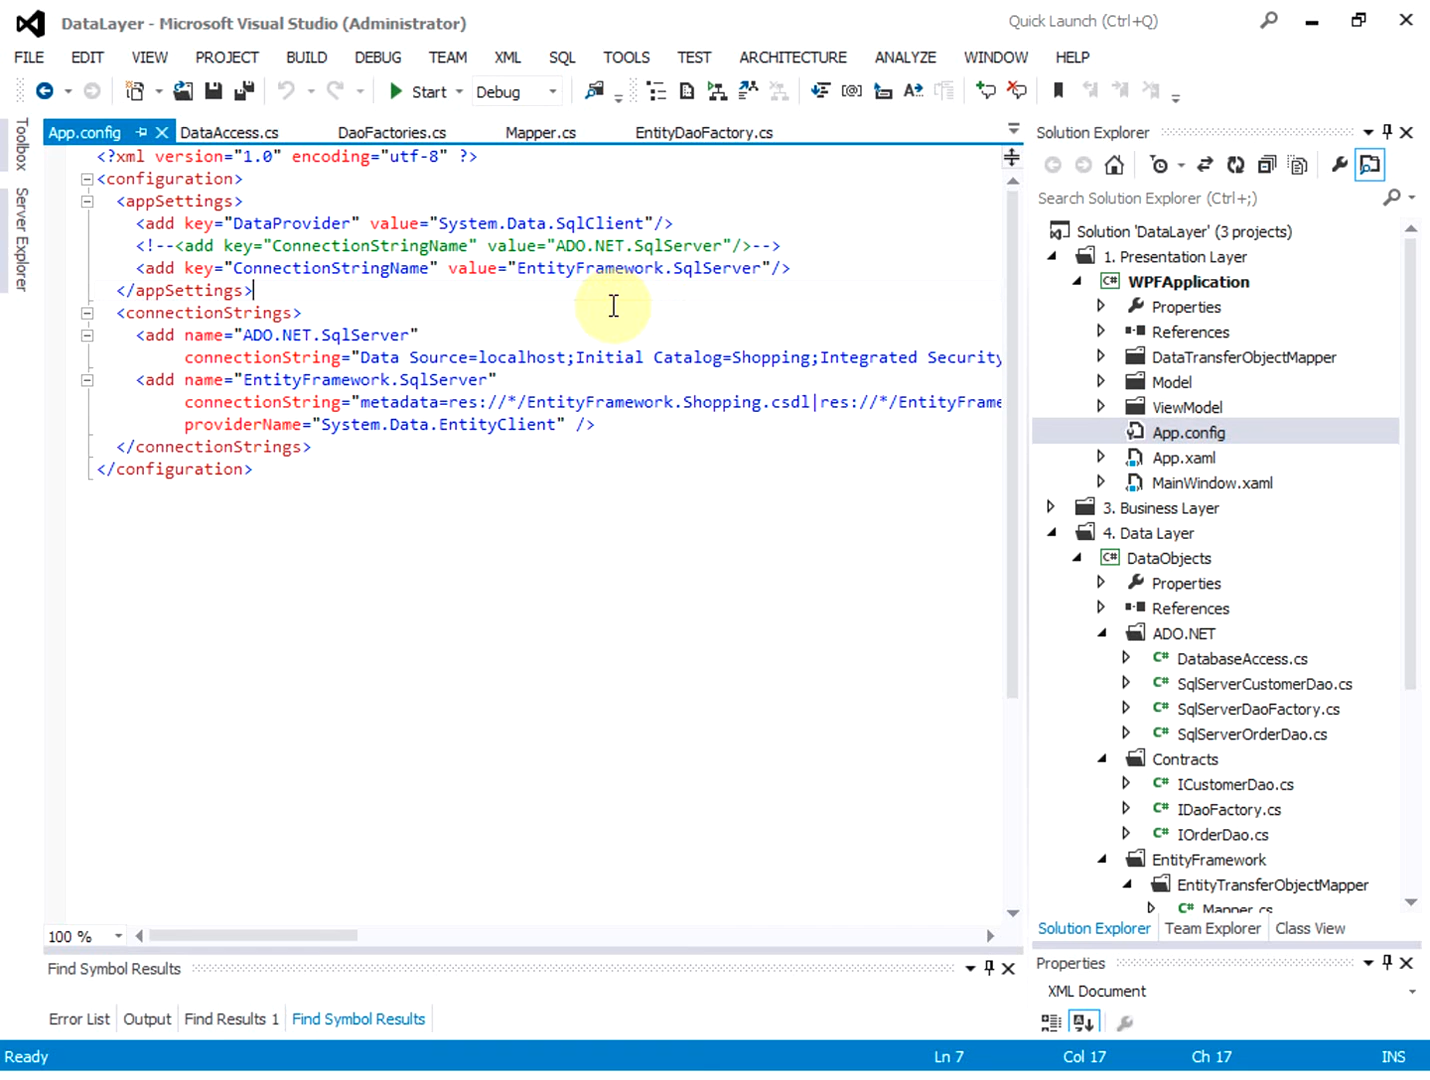 DataLayer - Microsoft Visual Studio (Administrator)
Quick Launch (Ctrl+Q)
FILE EDIT VIEW PROJECT BUILD DEBUG TEAM XML SQL TOOLS TEST ARCHITECTURE ANALYZE WINDOW HELP
Start Debug
Toolbox
Server Explorer
App.config DataAccess.cs DaoFactories.cs Mapper.cs EntityDaoFactory.cs
<?xml version="1.0" encoding="utf-8" ?>
<configuration>
<appSettings>
<add key="DataProvider" value="System.Data.SqlClient"/>
<!--<add key="ConnectionStringName" value="ADO.NET.SqlServer"/>-->
<add key="ConnectionStringName" value="EntityFramework.SqlServer"/>
</appSettings>
<connectionStrings>
<add name="ADO.NET.SqlServer"
connectionString="Data Source=localhost;Initial Catalog=Shopping;Integrated Security
<add name="EntityFramework.SqlServer"
connectionString="metadata=res://*/EntityFramework.Shopping.csdl|res://*/EntityFrame
providerName="System.Data.EntityClient" />
</connectionStrings>
</configuration>
100 %
Solution Explorer
Search Solution Explorer (Ctrl+;)
Solution 'DataLayer' (3 projects)
1. Presentation Layer
C# WPFApplication
Properties
References
DataTransferObjectMapper
Model
ViewModel
App.config
App.xaml
MainWindow.xaml
3. Business Layer
4. Data Layer
C# DataObjects
Properties
References
ADO.NET
C# DatabaseAccess.cs
C# SqlServerCustomerDao.cs
C# SqlServerDaoFactory.cs
C# SqlServerOrderDao.cs
Contracts
C# ICustomerDao.cs
C# IDaoFactory.cs
C# IOrderDao.cs
EntityFramework
EntityTransferObjectMapper
C# Mapper.cs
Solution Explorer Team Explorer Class View
Find Symbol Results
Properties
XML Document
Error List Output Find Results 1 Find Symbol Results
Ready Ln 7 Col 17 Ch 17 INS